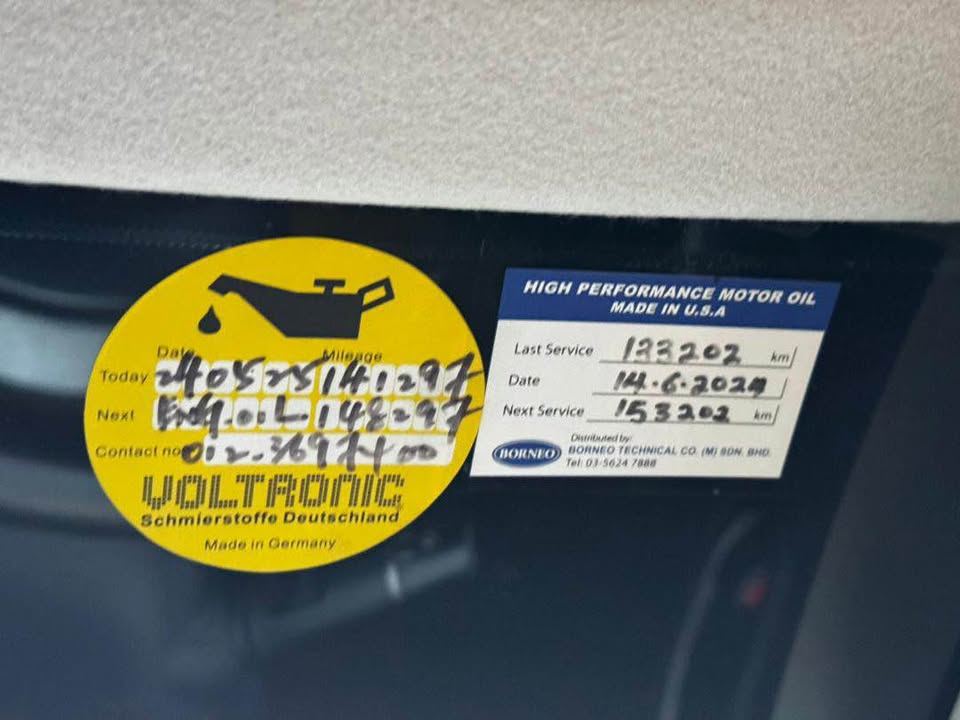 Date Mileage
Today 240525 141297
Next Eng.OIL 148297
Contact no 012.3697400
VOLTRONIC
Schmierstoffe Deutschland
Made in Germany
HIGH PERFORMANCE MOTOR OIL
MADE IN U.S.A
Last Service 133202 km
Date 14.6.2024
Next Service 153202 km
BORNEO
Distributed by:
BORNEO TECHNICAL CO. (M) SDN. BHD.
Tel: 03-5624 7888